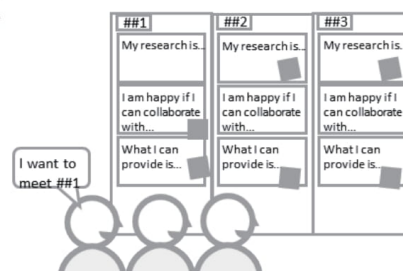 ##1
My research is...
I am happy if I
can collaborate
with...
What I can
provide is...
##2
My research is...
I am happy if I
can collaborate
with...
What I can
provide is...
##3
My research is...
I am happy if I
can collaborate
with...
What I can
provide is...
I want to
meet ##1